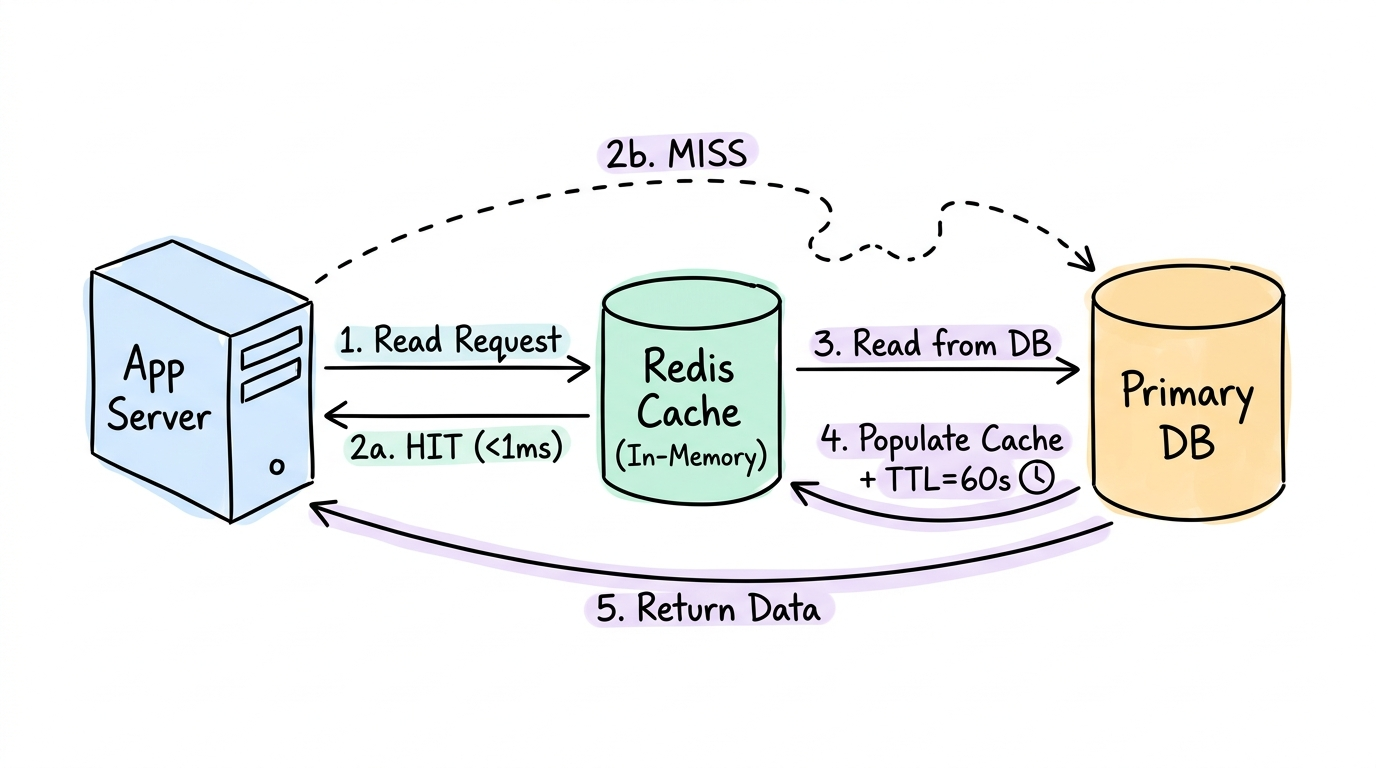 2b. MISS
App
Server
1. Read Request
2a. HIT (<1ms)
Redis
Cache
(In-Memory)
3. Read from DB
4. Populate Cache
+ TTL=60s
Primary
DB
5. Return Data